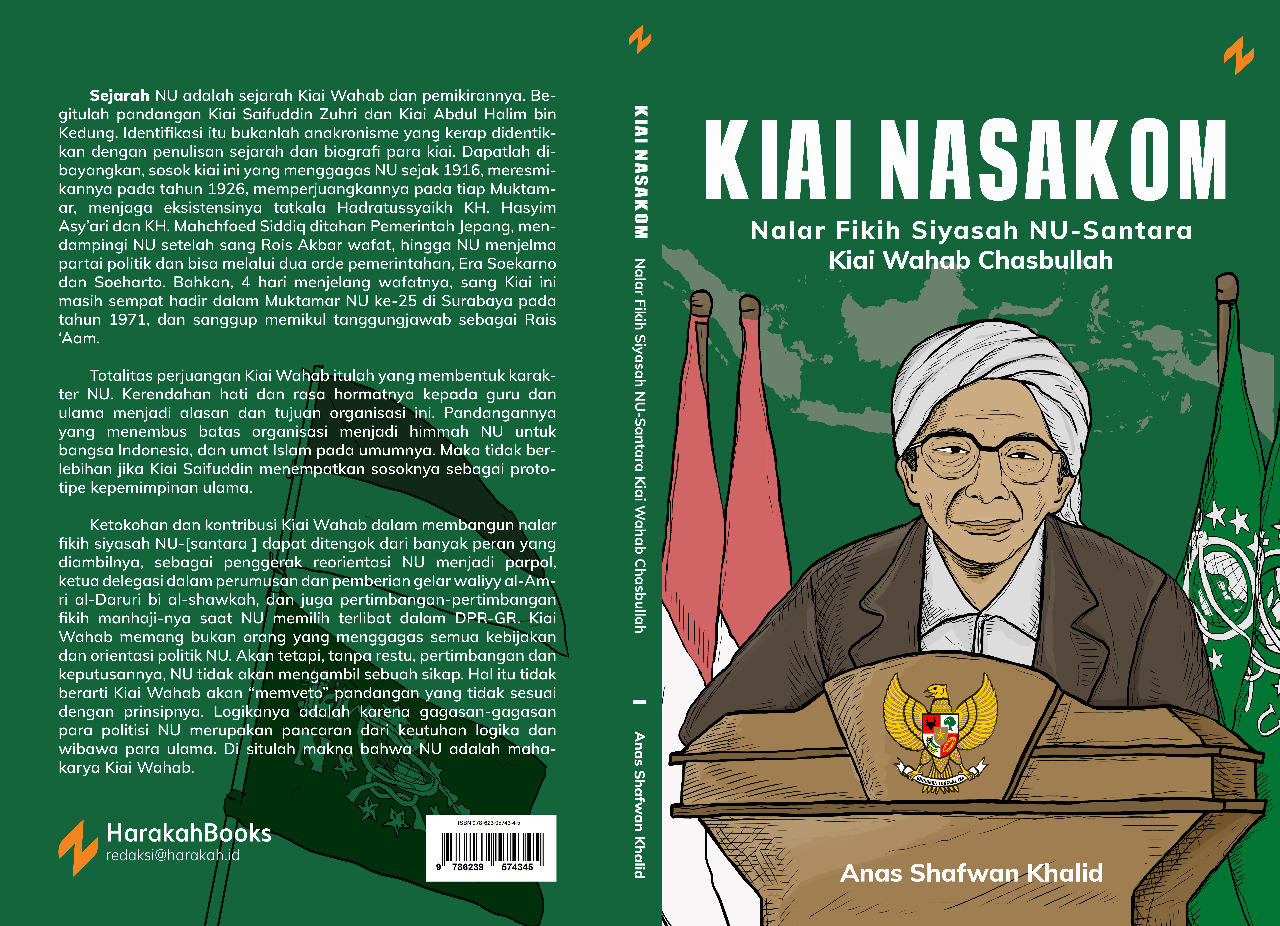 Sejarah NU adalah sejarah Kiai Wahab dan pemikirannya. Be-
gitulah pandangan Kiai Saifuddin Zuhri dan Kiai Abdul Halim bin
Kedung. Identifikasi itu bukanlah anakronisme yang kerap didentik-
kan dengan penulisan sejarah dan biografi para kiai. Dapatlah di-
bayangkan, sosok kiai ini yang menggagas NU sejak 1916, meresmi-
kannya pada tahun 1926, memperjuangkannya pada tiap Muktam-
ar, menjaga eksistensinya tatkala Hadratussyaikh KH. Hasyim
Asy'ari dan KH. Mahchfoed Siddiq ditahan Pemerintah Jepang, men-
dampingi NU setelah sang Rois Akbar wafat, hingga NU menjelma
partai politik dan bisa melalui dua orde pemerintahan, Era Soekarno
dan Soeharto. Bahkan, 4 hari menjelang wafatnya, sang Kiai ini
masih sempat hadir dalam Muktamar NU ke-25 di Surabaya pada
tahun 1971, dan sanggup memikul tanggungjawab sebagai Rais
'Aam.
Totalitas perjuangan Kiai Wahab itulah yang membentuk karak-
ter NU. Kerendahan hati dan rasa hormatnya kepada guru dan
ulama menjadi alasan dan tujuan organisasi ini. Pandangannya
yang menembus batas organisasi menjadi himmah NU untuk
bangsa Indonesia, dan umat Islam pada umumnya. Maka tidak ber-
lebihan jika Kiai Saifuddin menempatkan sosoknya sebagai proto-
tipe kepemimpinan ulama.
Ketokohan dan kontribusi Kiai Wahab dalam membangun nalar
fikih siyasah NU-[santara ] dapat ditengok dari banyak peran yang
diambilnya, sebagai penggerak reorientasi NU menjadi parpol,
ketua delegasi dalam perumusan dan pemberian gelar waliyy al-Am-
ri al-Daruri bi al-shawkah, dan juga pertimbangan-pertimbangan
fikih manhaji-nya saat NU memilih terlibat dalam DPR-GR. Kiai
Wahab memang bukan orang yang menggagas semua kebijakan
dan orientasi politik NU. Akan tetapi, tanpa restu, pertimbangan dan
keputusannya, NU tidak akan mengambil sebuah sikap. Hal itu tidak
berarti Kiai Wahab akan "memveto" pandangan yang tidak sesuai
dengan prinsipnya. Logikanya adalah karena gagasan-gagasan
para politisi NU merupakan pancaran dari keutuhan logika dan
wibawa para ulama. Di situlah makna bahwa NU adalah maha-
karya Kiai Wahab.
HarakahBooks
redaksi@harakah.id
ISBN 978-623-95743-4-5
9 786239 574345
KIAI NASAKOM Nalar Fikih Siyasah NU-Santara Kiai Wahab Chasbullah Anas Shafwan Khalid
KIAI NASAKOM
Nalar Fikih Siyasah NU-Santara
Kiai Wahab Chasbullah
Anas Shafwan Khalid